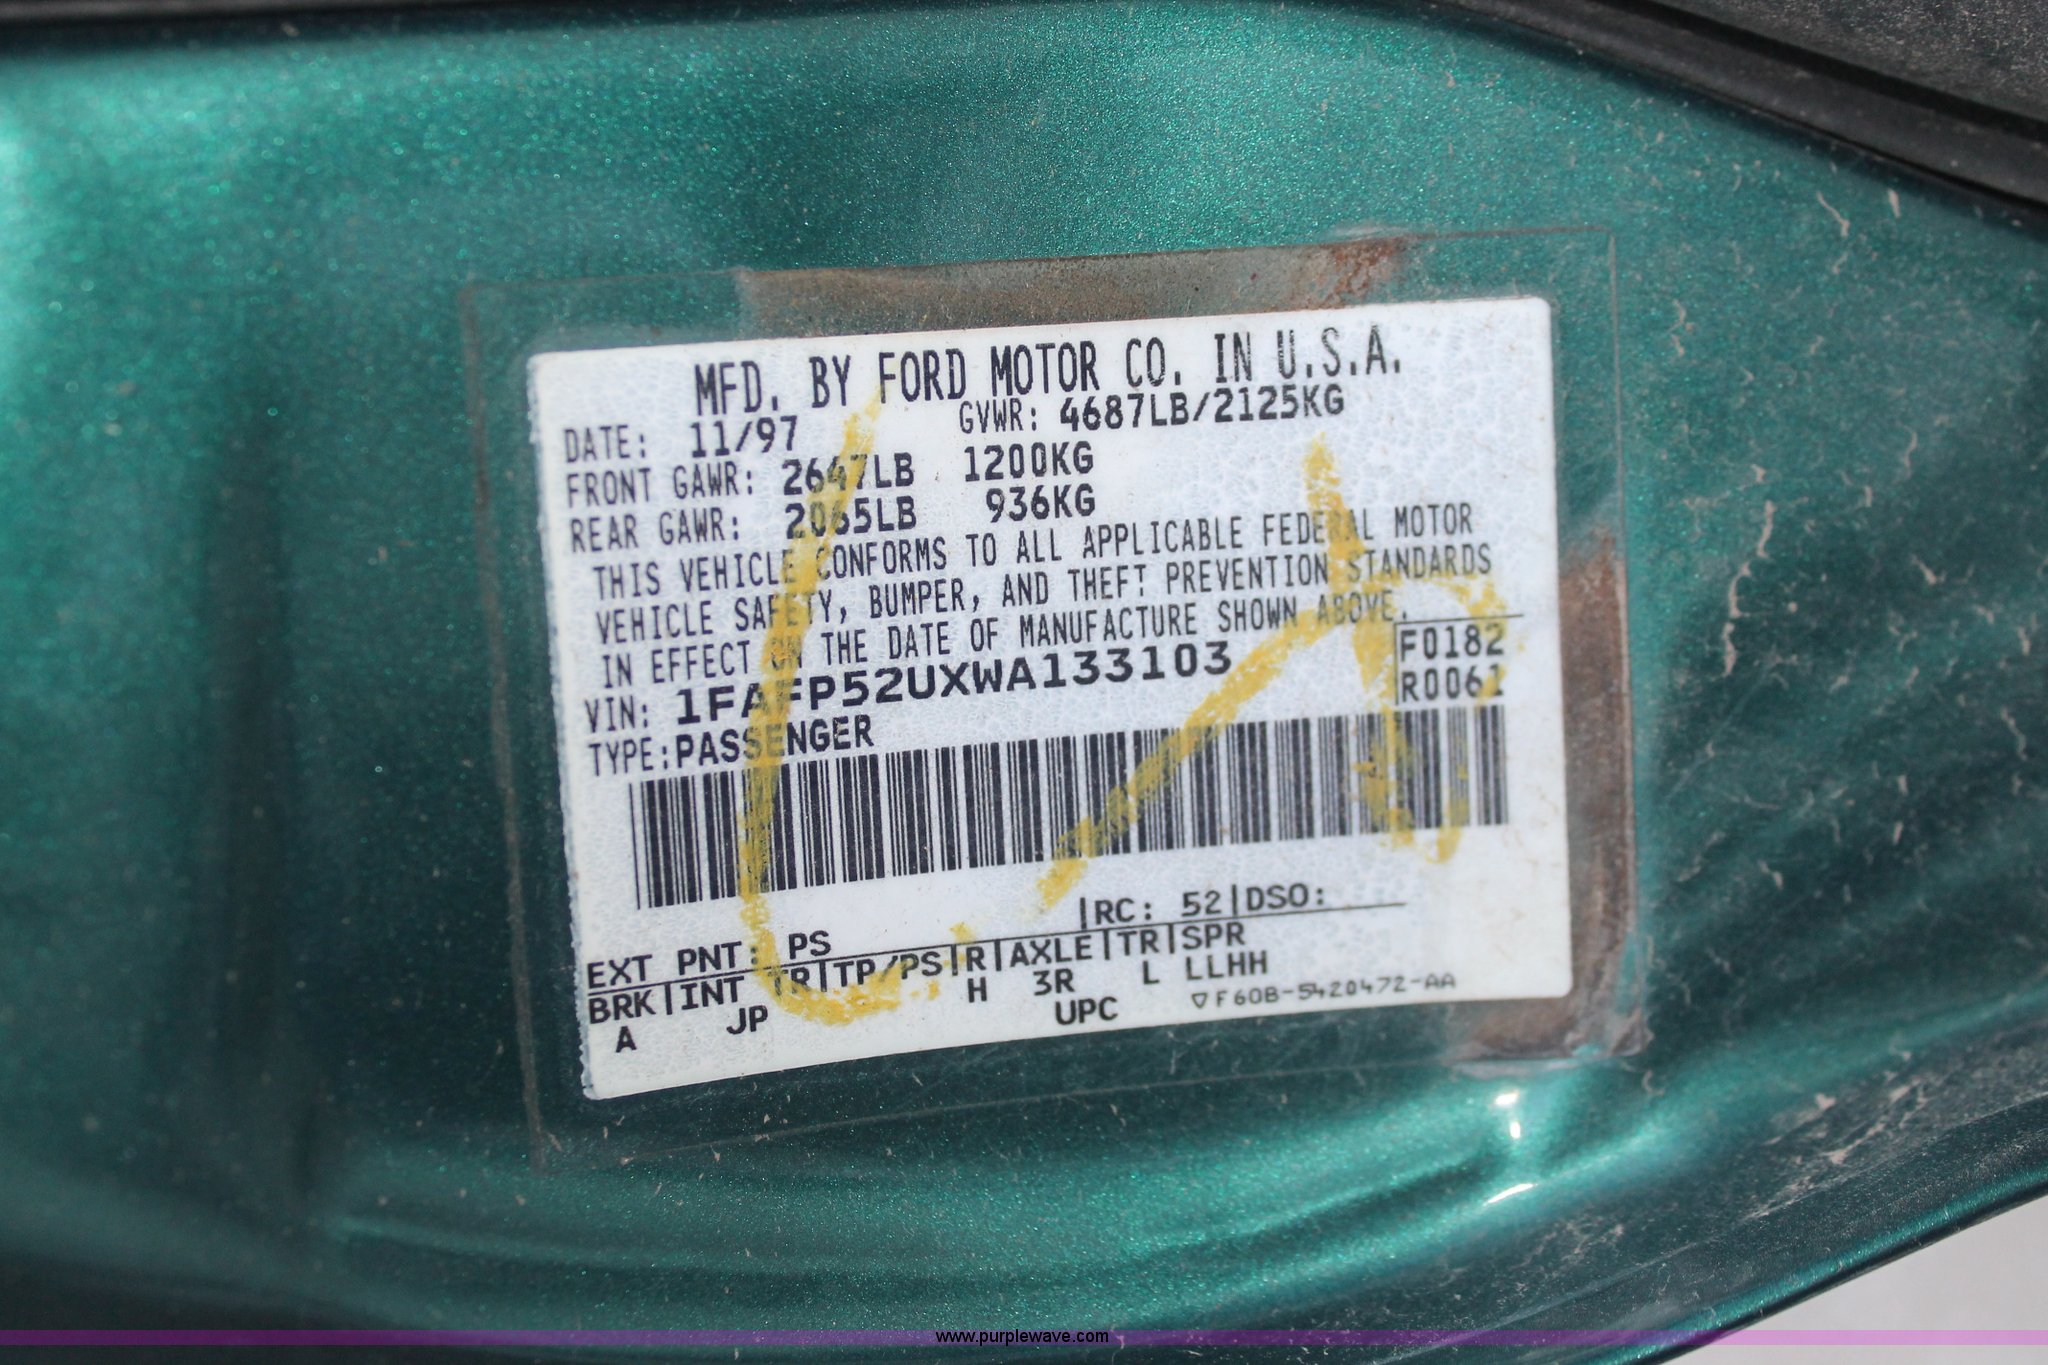 MFD. BY FORD MOTOR CO. IN U.S.A.
DATE: 11/97 GVWR: 4687LB/2125KG
FRONT GAWR: 2647LB 1200KG
REAR GAWR: 2065LB 936KG
THIS VEHICLE CONFORMS TO ALL APPLICABLE FEDERAL MOTOR
VEHICLE SAFETY, BUMPER, AND THEFT PREVENTION STANDARDS
IN EFFECT ON THE DATE OF MANUFACTURE SHOWN ABOVE.
VIN: 1FAFP52UXWA133103
F0182
R0061
TYPE:PASSENGER
EXT PNT: PS |RC: 52|DSO:
BRK|INT TR|TP/PS|R|AXLE|TR|SPR
A JP H 3R L LLHH
UPC ▽F60B-5420472-AA
www.purplewave.com